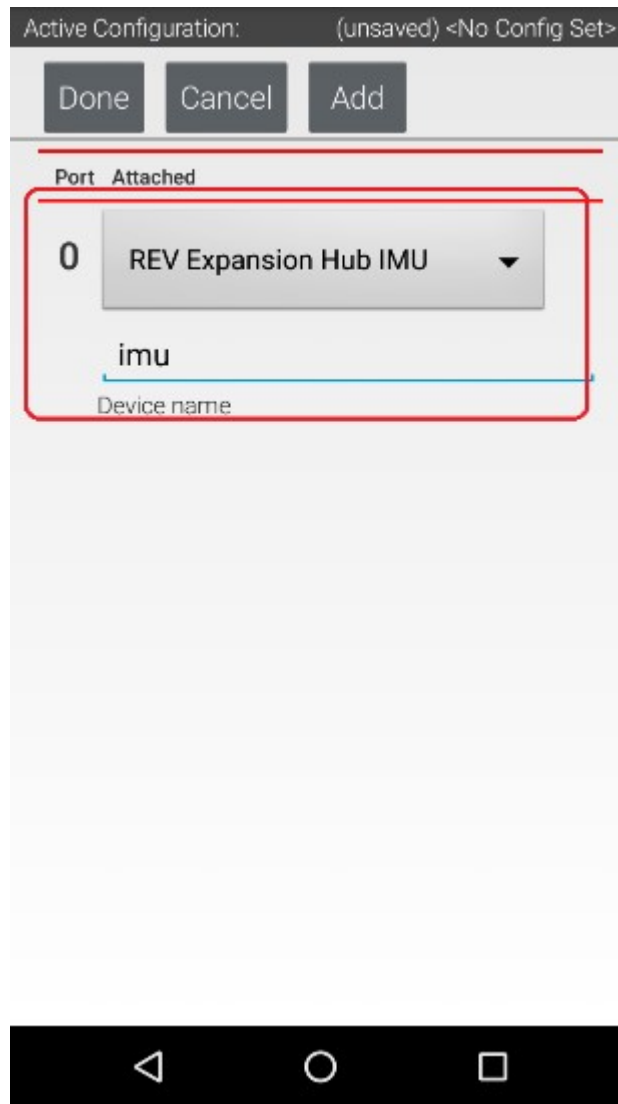 Active Configuration: (unsaved) <No Config Set>
Done Cancel Add
Port Attached
0 REV Expansion Hub IMU
imu
Device name